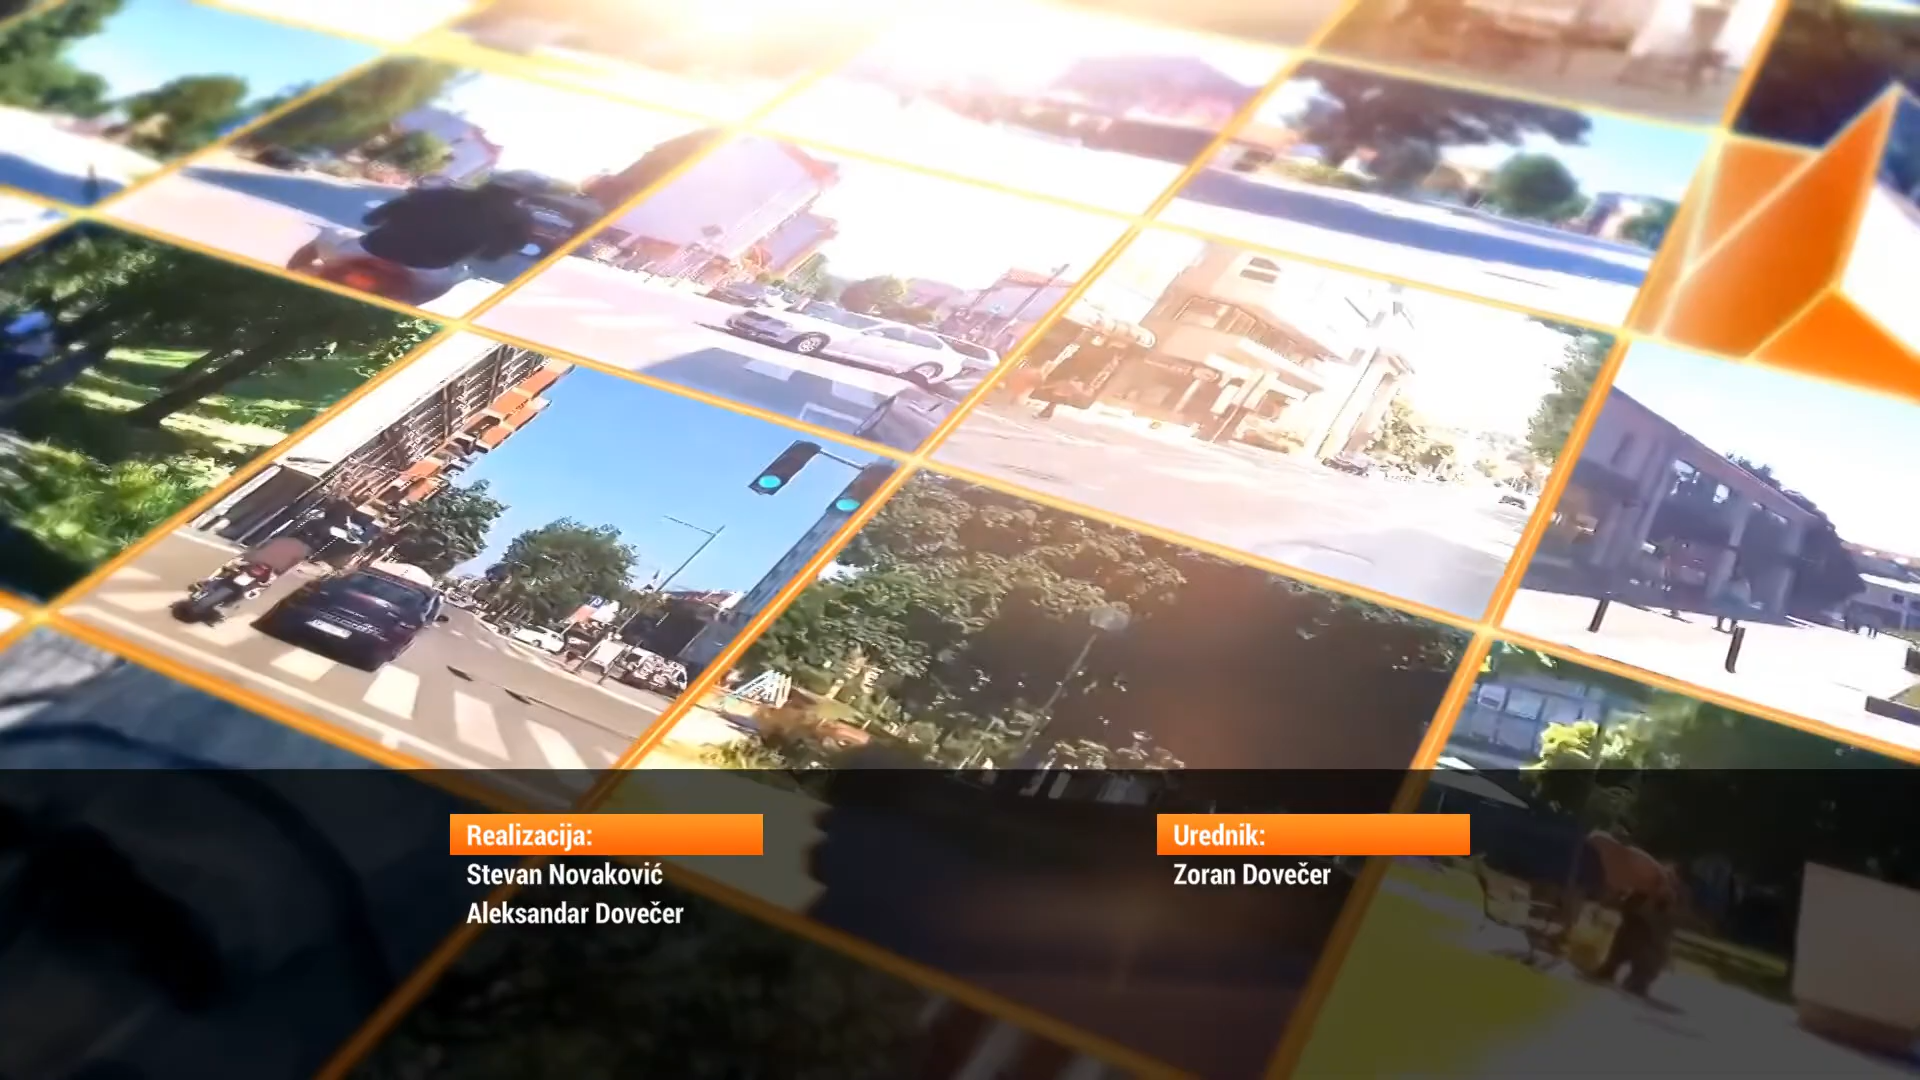 Realizacija:
Stevan Novaković
Aleksandar Dovečer
Urednik:
Zoran Dovečer